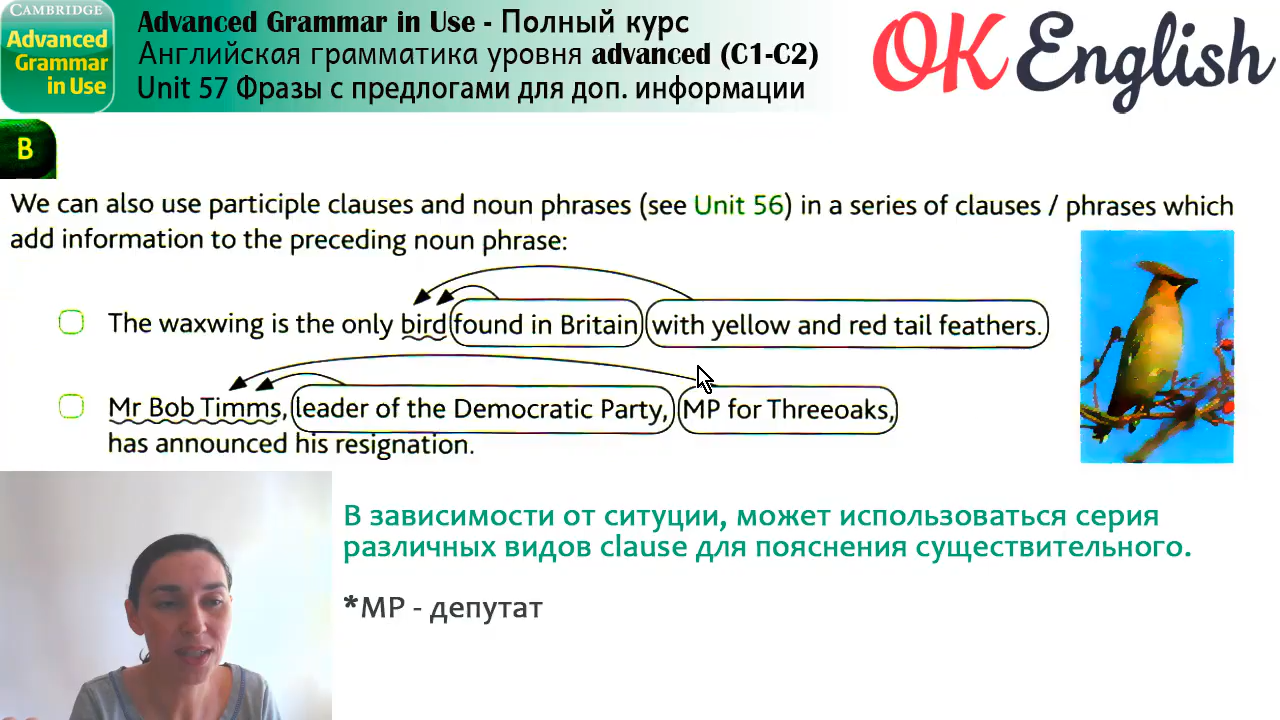 CAMBRIDGE
Advanced
Grammar
in Use
Advanced Grammar in Use - Полный курс
Английская грамматика уровня advanced (C1-C2)
Unit 57 Фразы с предлогами для доп. информации
OK English
B
We can also use participle clauses and noun phrases (see Unit 56) in a series of clauses / phrases which
add information to the preceding noun phrase:
The waxwing is the only bird found in Britain with yellow and red tail feathers.
Mr Bob Timms, leader of the Democratic Party, MP for Threeoaks,
has announced his resignation.
В зависимости от ситуции, может использоваться серия
различных видов clause для пояснения существительного.
*MP - депутат